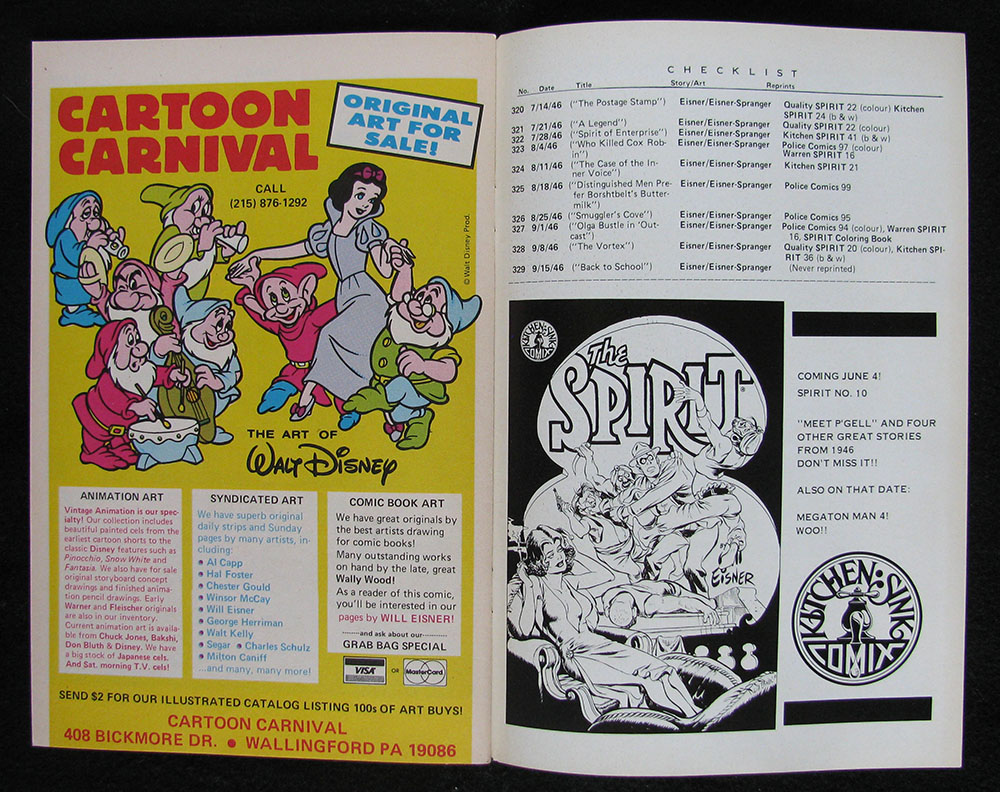 CARTOON
CARNIVAL
ORIGINAL
ART FOR
SALE!
CALL
(215) 876-1292
© Walt Disney Prod.
THE ART OF
WALT DISNEY
ANIMATION ART
Vintage Animation is our spec-
ialty! Our collection includes
beautiful painted cels from the
earliest cartoon shorts to the
classic Disney features such as
Pinocchio, Snow White and
Fantasia. We also have for sale
original storyboard concept
drawings and finished anima-
tion pencil drawings. Early
Warner and Fleischer originals
are also in our inventory.
Current animation art is availa-
ble from Chuck Jones, Bakshi,
Don Bluth & Disney. We have
a big stock of Japanese cels.
And Sat. morning T.V. cels!
SYNDICATED ART
We have superb original
daily strips and Sunday
pages by many artists, in-
cluding:
• Al Capp
• Hal Foster
• Chester Gould
• Winsor McCay
• Will Eisner
• George Herriman
• Walt Kelly
• Segar • Charles Schulz
• Milton Caniff
...and many, many more!
COMIC BOOK ART
We have great originals by
the best artists drawing
for comic books!
Many outstanding works
on hand by the late, great
Wally Wood!
As a reader of this comic,
you'll be interested in our
pages by WILL EISNER!
--------and ask about our--------
GRAB BAG SPECIAL
VISA OR MasterCard
SEND $2 FOR OUR ILLUSTRATED CATALOG LISTING 100s OF ART BUYS!
CARTOON CARNIVAL
408 BICKMORE DR. • WALLINGFORD PA 19086
CHECKLIST
No. Date Title Story/Art Reprints
320 7/14/46 ("The Postage Stamp") Eisner/Eisner-Spranger Quality SPIRIT 22 (colour) Kitchen
SPIRIT 24 (b & w)
321 7/21/46 ("A Legend") Eisner/Eisner-Spranger Quality SPIRIT 22 (colour)
322 7/28/46 ("Spirit of Enterprise") Eisner/Eisner-Spranger Kitchen SPIRIT 41 (b & w)
323 8/4/46 ("Who Killed Cox Rob- Eisner/Eisner-Spranger Police Comics 97 (colour)
in") Warren SPIRIT 16
324 8/11/46 ("The Case of the In- Eisner/Eisner-Spranger Kitchen SPIRIT 21
ner Voice")
325 8/18/46 ("Distinguished Men Pre- Eisner/Eisner-Spranger Police Comics 99
fer Borshtbelt's Butter-
milk")
326 8/25/46 ("Smuggler's Cove") Eisner/Eisner-Spranger Police Comics 95
327 9/1/46 ("Olga Bustle in 'Out- Eisner/Eisner-Spranger Police Comics 94 (colour), Warren SPIRIT
cast") 16, SPIRIT Coloring Book
328 9/8/46 ("The Vortex") Eisner/Eisner-Spranger Quality SPIRIT 20 (colour), Kitchen SPI-
RIT 36 (b & w)
329 9/15/46 ("Back to School") Eisner/Eisner-Spranger (Never reprinted)
KITCHEN SINK
COMIX
The
SPIRIT
EISNER
COMING JUNE 4!
SPIRIT NO. 10
"MEET P'GELL" AND FOUR
OTHER GREAT STORIES
FROM 1946
DON'T MISS IT!!
ALSO ON THAT DATE:
MEGATON MAN 4!
WOO!!
KITCHEN SINK
COMIX